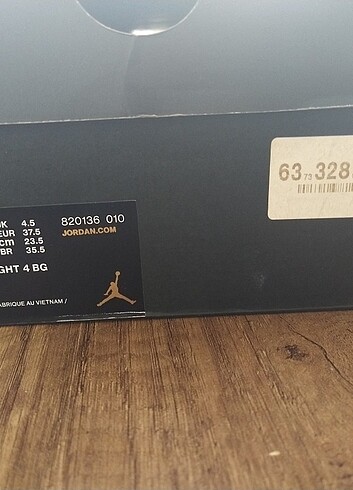 63 73 328
UK 4.5 820136 010
EUR 37.5 JORDAN.COM
cm 23.5
BR 35.5
GHT 4 BG
ABRIQUE AU VIETNAM /